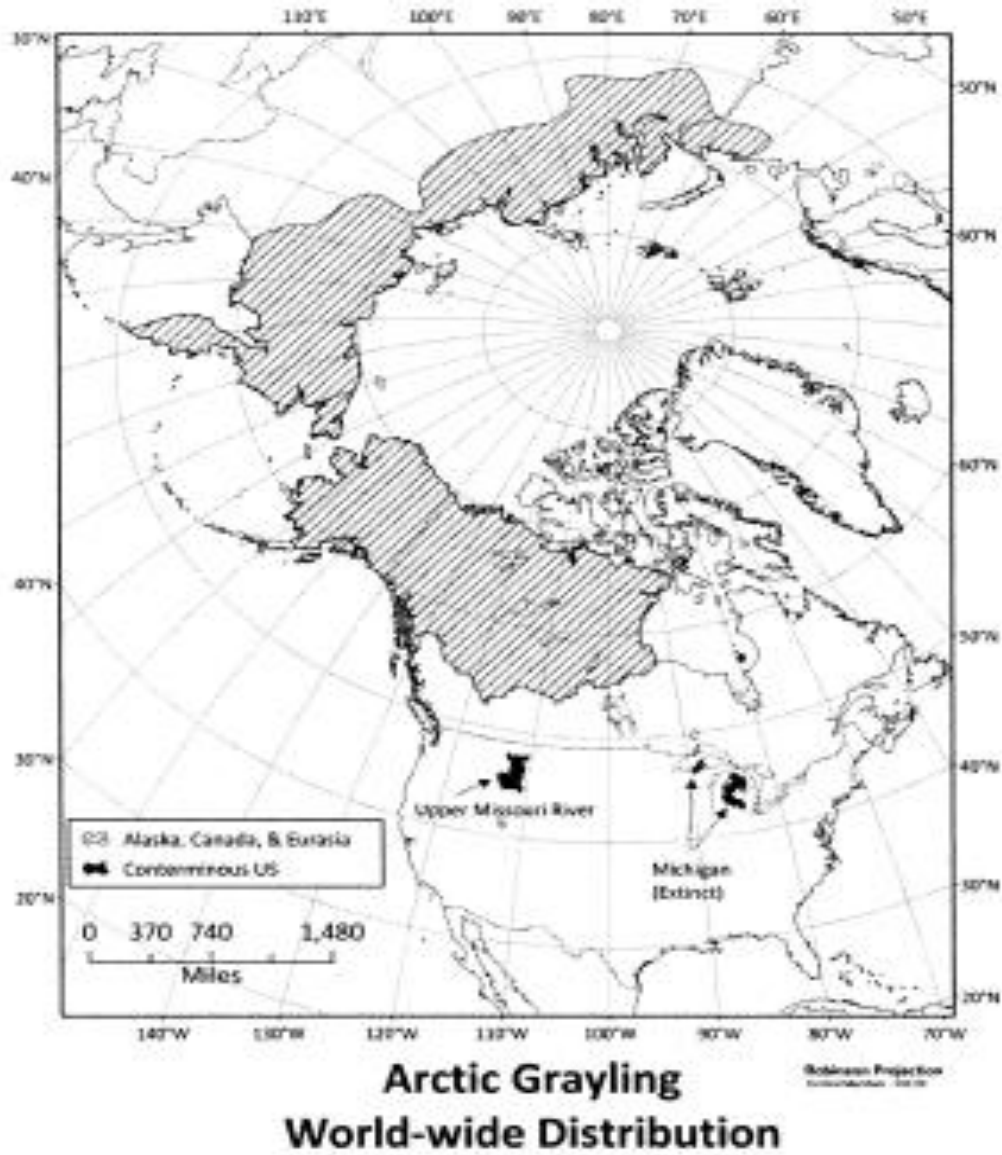 110°E 100°E 90°E 80°E 70°E 60°E 50°E
30°N
50°N
40°N
60°N
60°N
40°N
50°N
30°N
40°N
Upper Missouri River
Alaska, Canada, & Eurasia
Conterminous US
Michigan
(Extinct)
30°N
20°N
0 370 740 1,480
Miles
20°N
140°W 130°W 120°W 110°W 100°W 90°W 80°W 70°W
Robinson Projection
Arctic Grayling
World-wide Distribution